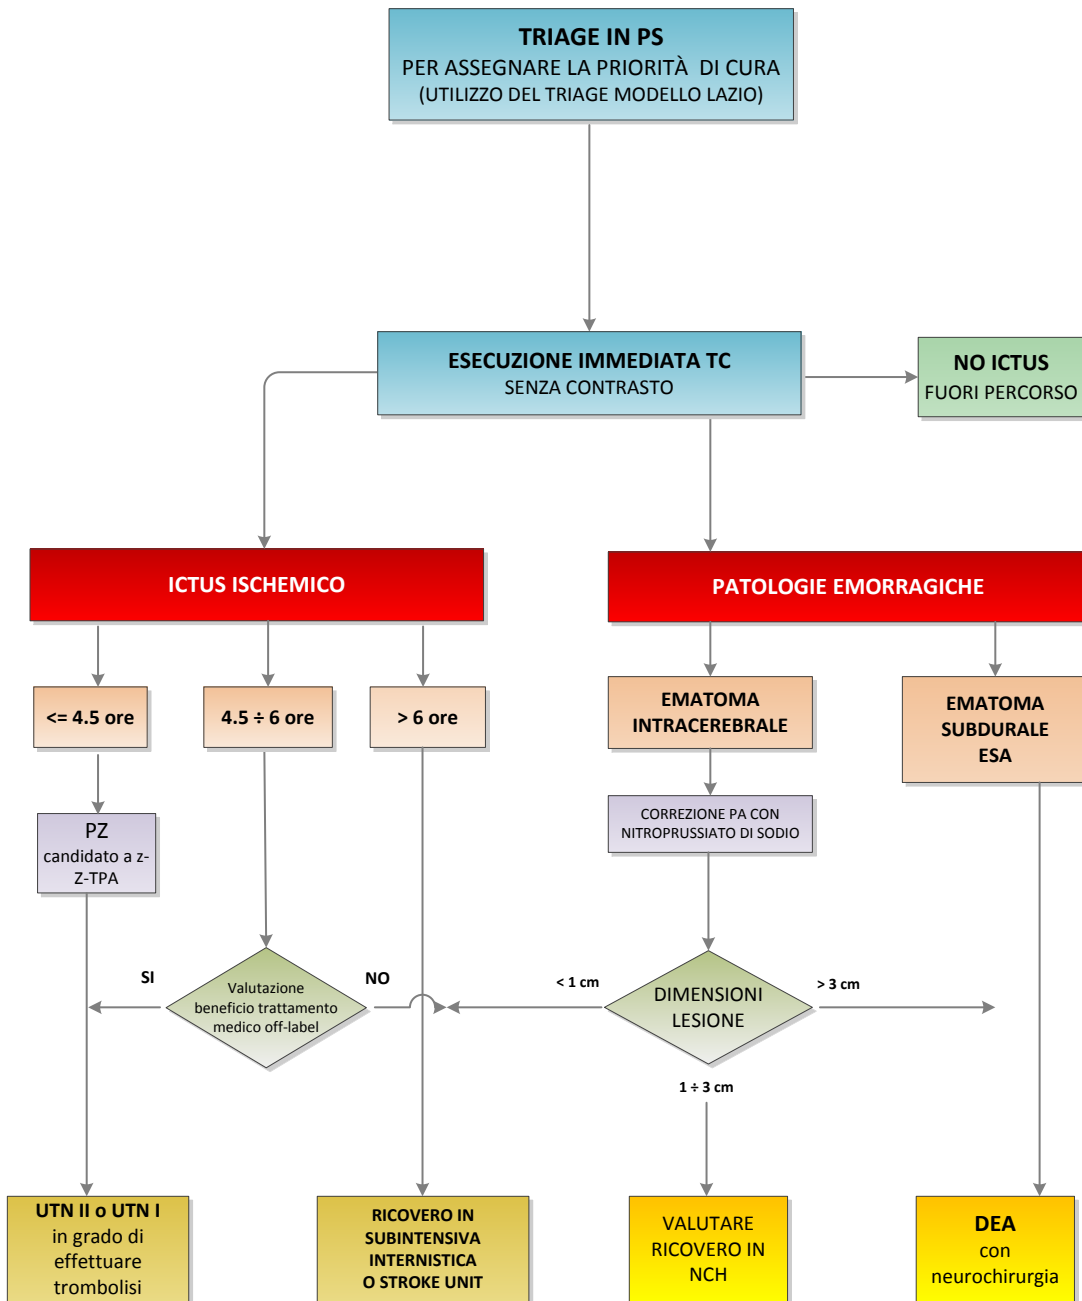 TRIAGE IN PS
PER ASSEGNARE LA PRIORITÀ DI CURA
(UTILIZZO DEL TRIAGE MODELLO LAZIO)
ESECUZIONE IMMEDIATA TC
SENZA CONTRASTO
NO ICTUS
FUORI PERCORSO
ICTUS ISCHEMICO
PATOLOGIE EMORRAGICHE
<= 4.5 ore
4.5 ÷ 6 ore
> 6 ore
EMATOMA
INTRACEREBRALE
EMATOMA
SUBDURALE
ESA
PZ
candidato a z-
Z-TPA
CORREZIONE PA CON
NITROPRUSSIATO DI SODIO
SI
Valutazione
beneficio trattamento
medico off-label
NO
< 1 cm
DIMENSIONI
LESIONE
> 3 cm
1 ÷ 3 cm
UTN II o UTN I
in grado di
effettuare
trombolisi
RICOVERO IN
SUBINTENSIVA
INTERNISTICA
O STROKE UNIT
VALUTARE
RICOVERO IN
NCH
DEA
con
neurochirurgia